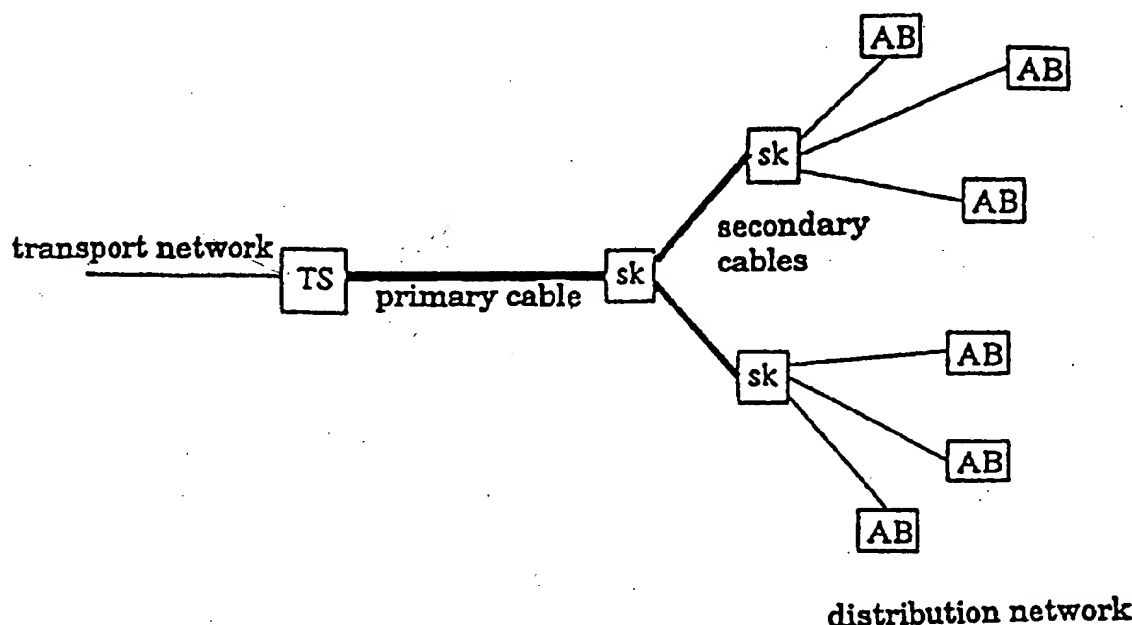 AB
AB
sk
AB
secondary
cables
transport network
TS
primary cable
sk
sk
AB
AB
AB
distribution network